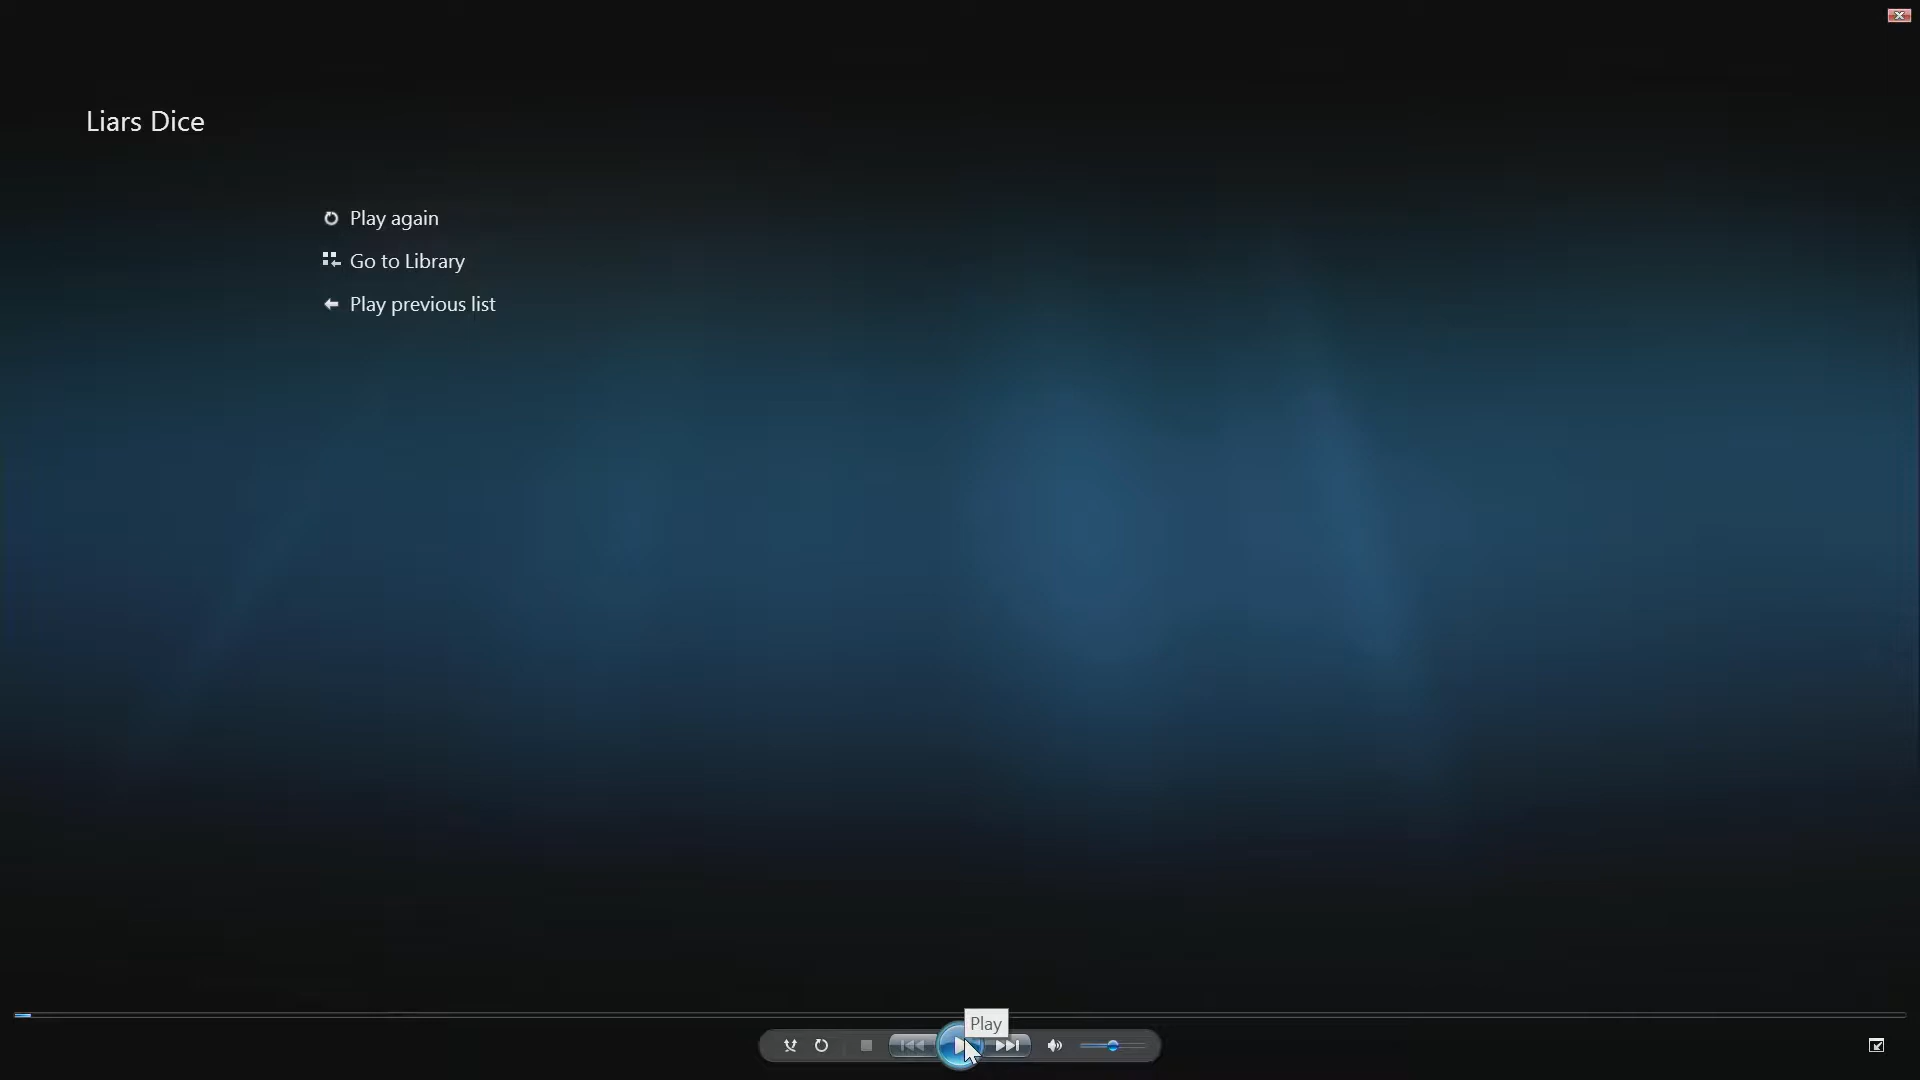 Liars Dice
Play again
Go to Library
Play previous list
Play